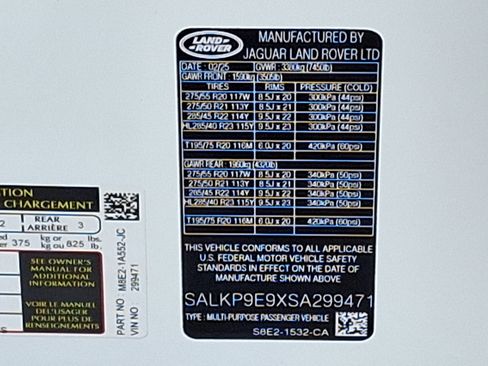 LAND-
ROVER
MANUFACTURED BY
JAGUAR LAND ROVER LTD
DATE : 02/25 GVWR : 3380kg (7450lb)
GAWR FRONT : 1590kg (3505lb)
TIRES RIMS PRESSURE (COLD)
275/55 R20 117W 8.5J x 20 300kPa (44psi)
275/50 R21 113Y 8.5J x 21 300kPa (44psi)
285/45 R22 114Y 9.5J x 22 300kPa (44psi)
HL285/40 R23 115Y 9.5J x 23 300kPa (44psi)
T195/75 R20 116M 6.0J x 20 420kPa (60psi)
GAWR REAR : 1960kg (4320lb)
275/55 R20 117W 8.5J x 20 340kPa (50psi)
275/50 R21 113Y 8.5J x 21 340kPa (50psi)
285/45 R22 114Y 9.5J x 22 340kPa (50psi)
HL285/40 R23 115Y 9.5J x 23 340kPa (50psi)
T195/75 R20 116M 6.0J x 20 420kPa (60psi)
THIS VEHICLE CONFORMS TO ALL APPLICABLE
U.S. FEDERAL MOTOR VEHICLE SAFETY
STANDARDS IN EFFECT ON THE DATE OF
MANUFACTURE SHOWN ABOVE
SALKP9E9XSA299471
TYPE : MULTI-PURPOSE PASSENGER VEHICLE
S8E2-1532-CA
CHARGEMENT
2 REAR
ARRIÈRE 3
375 kg or lbs.
kg ou 825 lb.
SEE OWNER'S
MANUAL FOR
ADDITIONAL
INFORMATION
VOIR LE MANUEL
DEL'USAGER
POUR PLUS DE
RENSEIGNEMENTS
PART NO : M8E2-1A552-JC
VIN NO : 299471